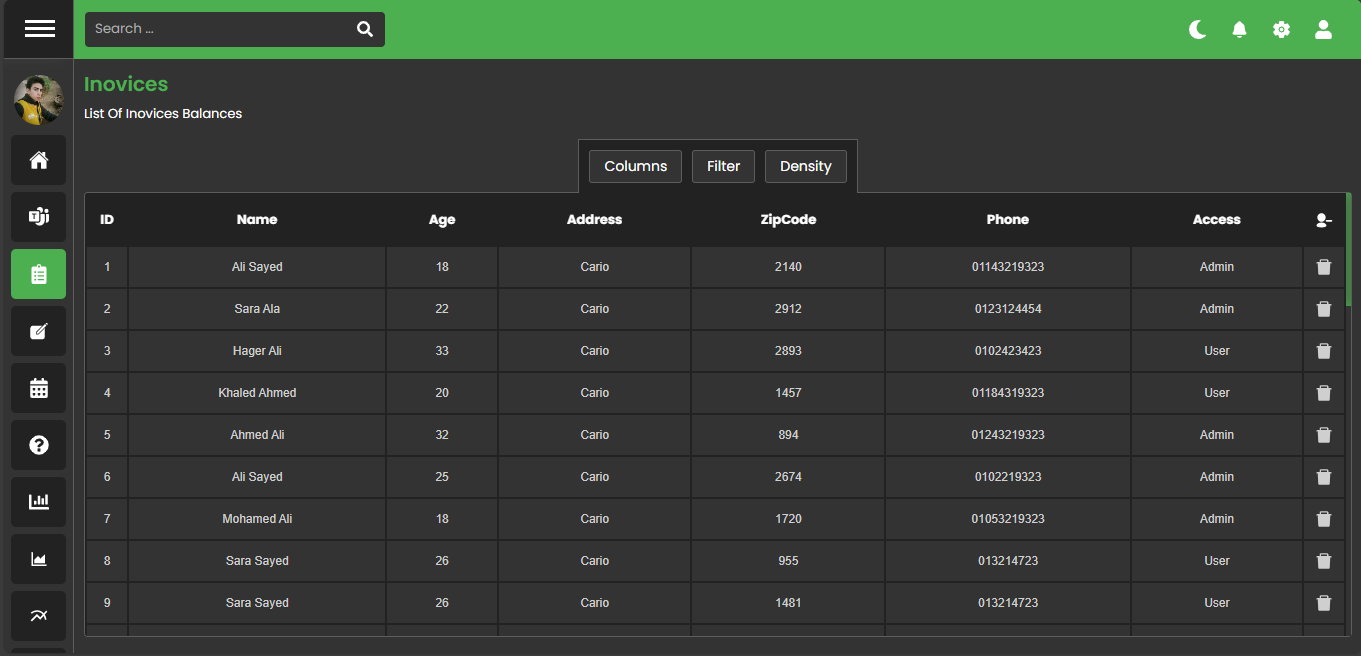 Search ...
Inovices
List Of Inovices Balances
Columns Filter Density
ID Name Age Address ZipCode Phone Access
1 Ali Sayed 18 Cario 2140 01143219323 Admin
2 Sara Ala 22 Cario 2912 0123124454 Admin
3 Hager Ali 33 Cario 2893 0102423423 User
4 Khaled Ahmed 20 Cario 1457 01184319323 User
5 Ahmed Ali 32 Cario 894 01243219323 Admin
6 Ali Sayed 25 Cario 2674 0102219323 Admin
7 Mohamed Ali 18 Cario 1720 01053219323 Admin
8 Sara Sayed 26 Cario 955 013214723 User
9 Sara Sayed 26 Cario 1481 013214723 User